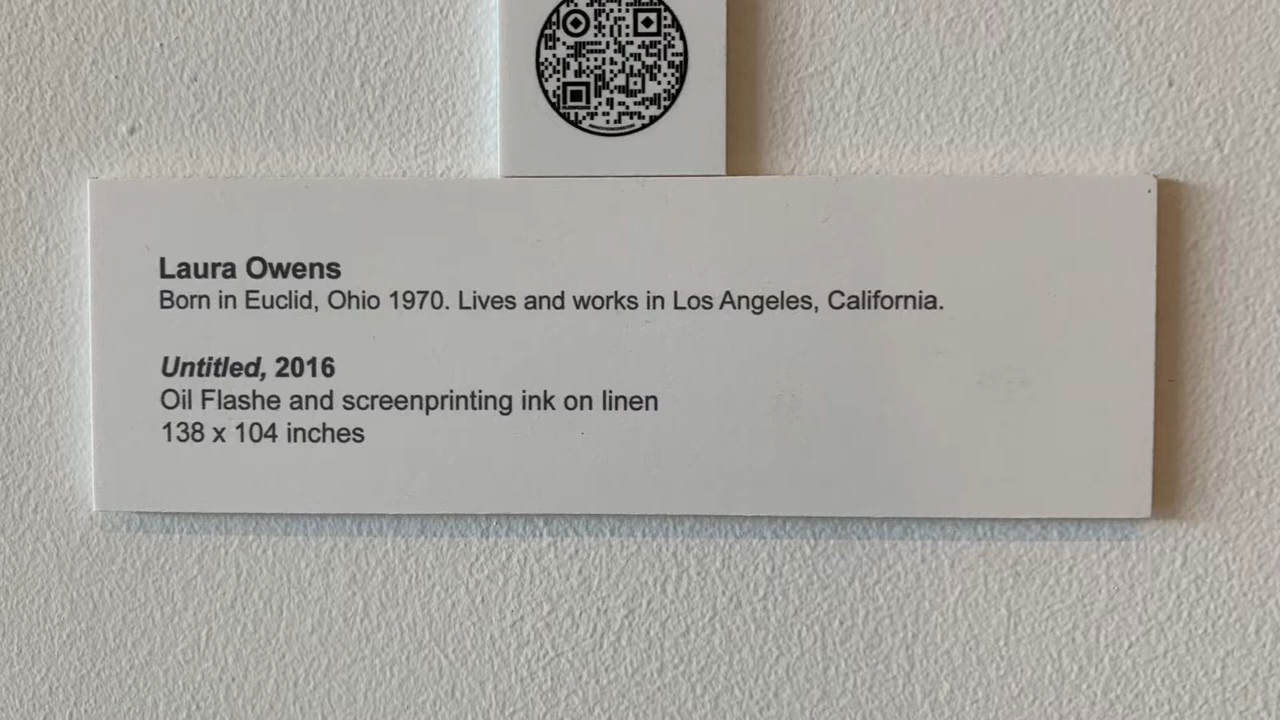 Laura Owens
Born in Euclid, Ohio 1970. Lives and works in Los Angeles, California.
Untitled, 2016
Oil Flashe and screenprinting ink on linen
138 x 104 inches